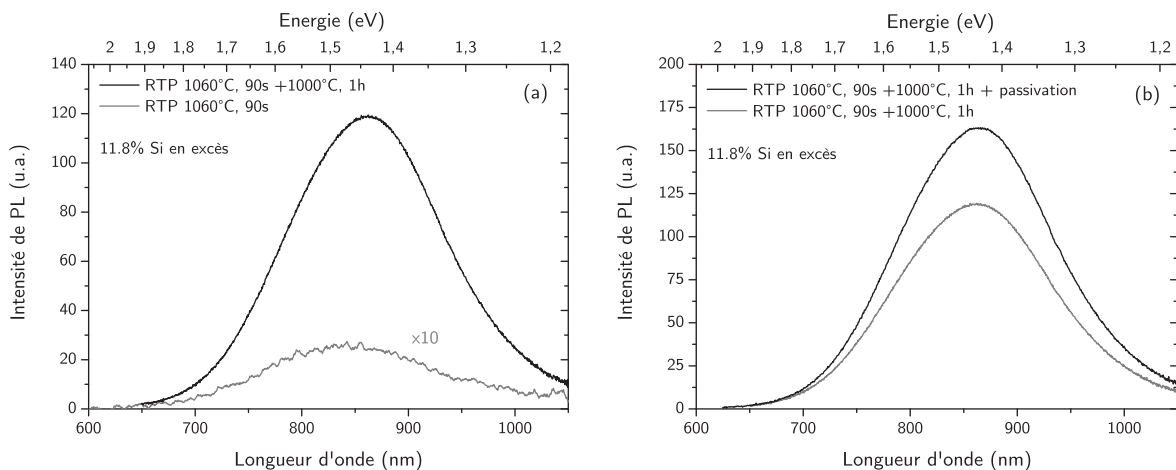 Energie (eV)
2 1,9 1,8 1,7 1,6 1,5 1,4 1,3 1,2
140
120
100
80
60
40
20
0
Intensité de PL (u.a.)
RTP 1060°C, 90s +1000°C, 1h
RTP 1060°C, 90s
(a)
11.8% Si en excès
x10
600 700 800 900 1000
Longueur d'onde (nm)
Energie (eV)
2 1,9 1,8 1,7 1,6 1,5 1,4 1,3 1,2
200
175
150
125
100
75
50
25
0
Intensité de PL (u.a.)
RTP 1060°C, 90s +1000°C, 1h + passivation
RTP 1060°C, 90s +1000°C, 1h
(b)
11.8% Si en excès
600 700 800 900 1000
Longueur d'onde (nm)